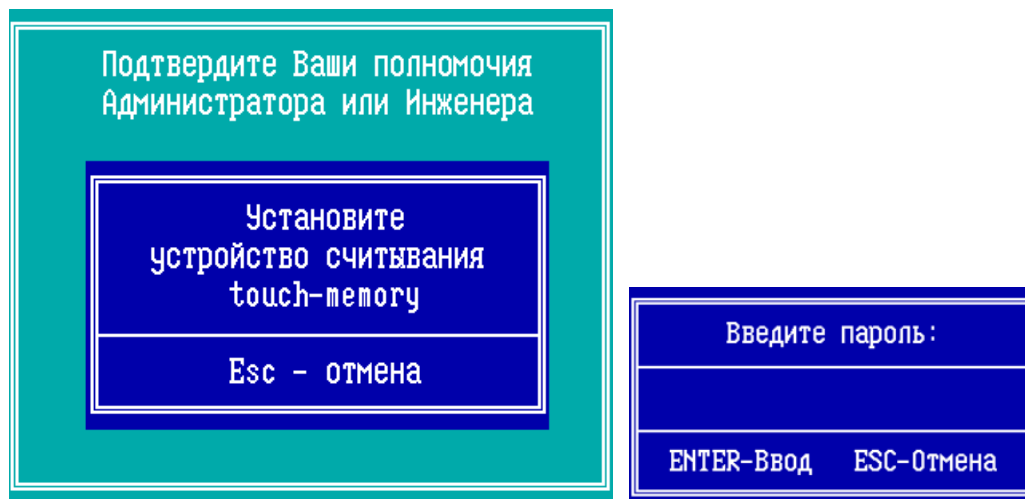 Подтвердите Ваши полномочия
Администратора или Инженера
Установите
устройство считывания
touch-memory
Esc - отмена
Введите пароль:
ENTER-Ввод ESC-Отмена